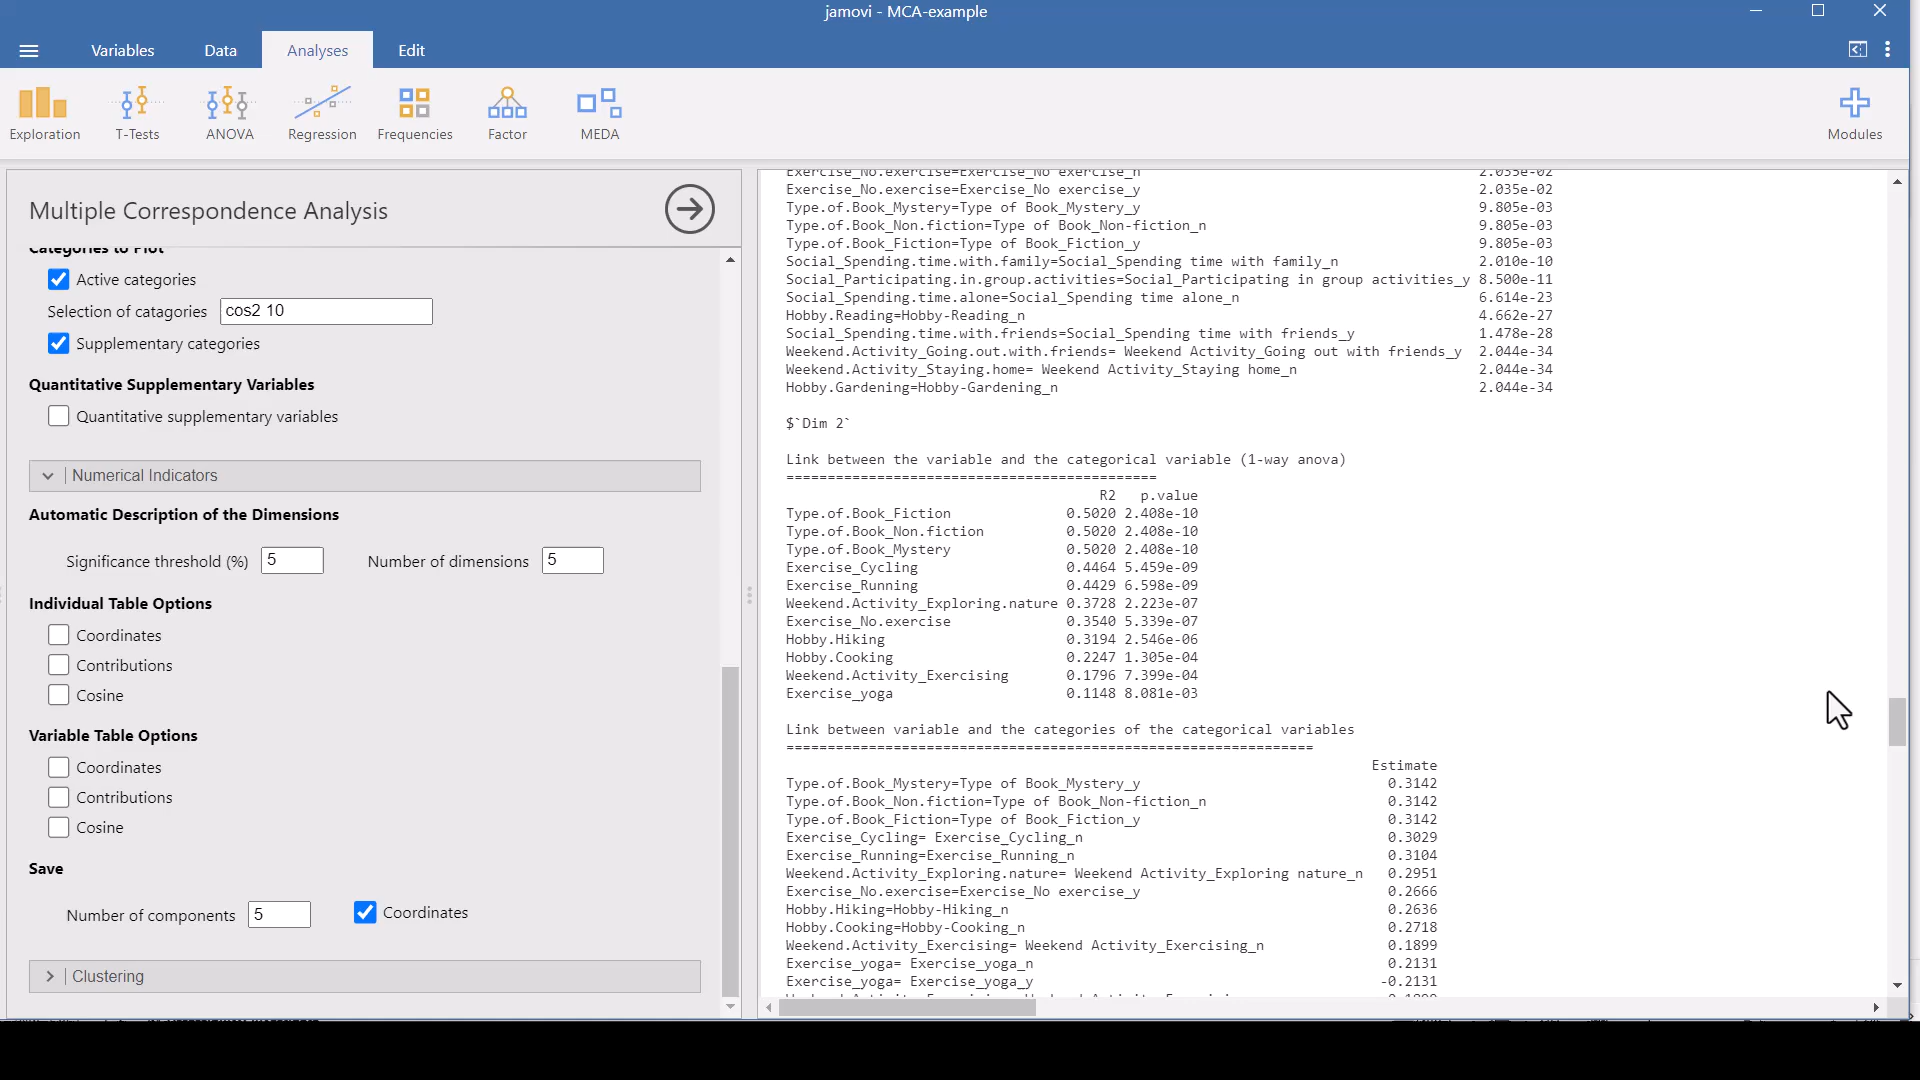 jamovi - MCA-example
Variables
Data
Analyses
Edit
Exploration
T-Tests
ANOVA
Regression
Frequencies
Factor
MEDA
Modules
Multiple Correspondence Analysis
Categories to Plot
Active categories
Selection of catagories cos2 10
Supplementary categories
Quantitative Supplementary Variables
Quantitative supplementary variables
Numerical Indicators
Automatic Description of the Dimensions
Significance threshold (%) 5 Number of dimensions 5
Individual Table Options
Coordinates
Contributions
Cosine
Variable Table Options
Coordinates
Contributions
Cosine
Save
Number of components 5 Coordinates
Clustering
Exercise_No.exercise=Exercise_No exercise_n 2.035e-02
Exercise_No.exercise=Exercise_No exercise_y 2.035e-02
Type.of.Book_Mystery=Type of Book_Mystery_y 9.805e-03
Type.of.Book_Non.fiction=Type of Book_Non-fiction_n 9.805e-03
Type.of.Book_Fiction=Type of Book_Fiction_y 9.805e-03
Social_Spending.time.with.family=Social_Spending time with family_n 2.010e-10
Social_Participating.in.group.activities=Social_Participating in group activities_y 8.500e-11
Social_Spending.time.alone=Social_Spending time alone_n 6.614e-23
Hobby.Reading=Hobby-Reading_n 4.662e-27
Social_Spending.time.with.friends=Social_Spending time with friends_y 1.478e-28
Weekend.Activity_Going.out.with.friends= Weekend Activity_Going out with friends_y 2.044e-34
Weekend.Activity_Staying.home= Weekend Activity_Staying home_n 2.044e-34
Hobby.Gardening=Hobby-Gardening_n 2.044e-34
$`Dim 2`
Link between the variable and the categorical variable (1-way anova)
=============================================
R2 p.value
Type.of.Book_Fiction 0.5020 2.408e-10
Type.of.Book_Non.fiction 0.5020 2.408e-10
Type.of.Book_Mystery 0.5020 2.408e-10
Exercise_Cycling 0.4464 5.459e-09
Exercise_Running 0.4429 6.598e-09
Weekend.Activity_Exploring.nature 0.3728 2.223e-07
Exercise_No.exercise 0.3540 5.339e-07
Hobby.Hiking 0.3194 2.546e-06
Hobby.Cooking 0.2247 1.305e-04
Weekend.Activity_Exercising 0.1796 7.399e-04
Exercise_yoga 0.1148 8.081e-03
Link between variable and the categories of the categorical variables
================================================================
Estimate
Type.of.Book_Mystery=Type of Book_Mystery_y 0.3142
Type.of.Book_Non.fiction=Type of Book_Non-fiction_n 0.3142
Type.of.Book_Fiction=Type of Book_Fiction_y 0.3142
Exercise_Cycling= Exercise_Cycling_n 0.3029
Exercise_Running=Exercise_Running_n 0.3104
Weekend.Activity_Exploring.nature= Weekend Activity_Exploring nature_n 0.2951
Exercise_No.exercise=Exercise_No exercise_y 0.2666
Hobby.Hiking=Hobby-Hiking_n 0.2636
Hobby.Cooking=Hobby-Cooking_n 0.2718
Weekend.Activity_Exercising= Weekend Activity_Exercising_n 0.1899
Exercise_yoga= Exercise_yoga_n 0.2131
Exercise_yoga= Exercise_yoga_y -0.2131